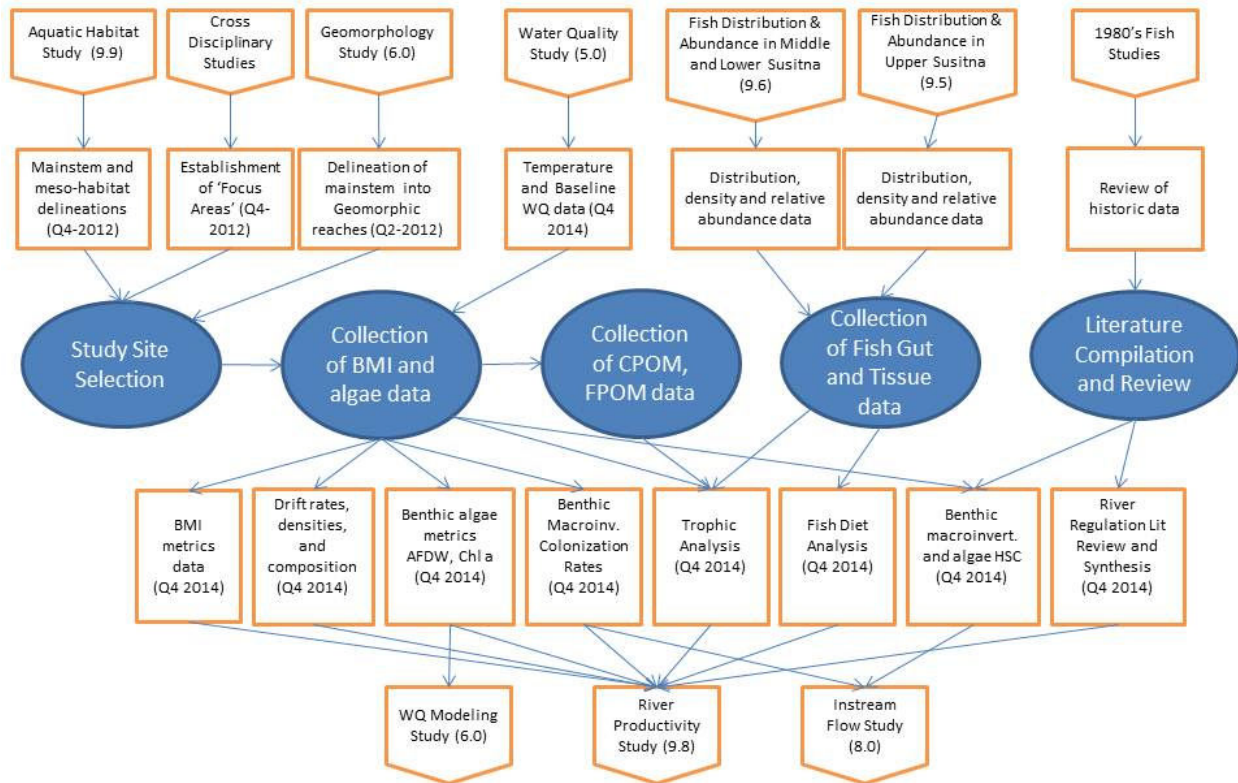 Aquatic Habitat
Study (9.9)
Cross
Disciplinary
Studies
Geomorphology
Study (6.0)
Water Quality
Study (5.0)
Fish Distribution &
Abundance in Middle
and Lower Susitna
(9.6)
Fish Distribution &
Abundance in
Upper Susitna
(9.5)
1980's Fish
Studies
Mainstem and
meso-habitat
delineations
(Q4-2012)
Establishment
of 'Focus
Areas' (Q4-
2012)
Delineation of
mainstem into
Geomorphic
reaches (Q2-2012)
Temperature
and Baseline
WQ data (Q4
2014)
Distribution,
density and relative
abundance data
Distribution,
density and relative
abundance data
Review of
historic data
Study Site
Selection
Collection
of BMI and
algae data
Collection
of CPOM,
FPOM data
Collection
of Fish Gut
and Tissue
data
Literature
Compilation
and Review
BMI
metrics
data
(Q4 2014)
Drift rates,
densities,
and
composition
(Q4 2014)
Benthic algae
metrics
AFDW, Chl a
(Q4 2014)
Benthic
Macroinv.
Colonization
Rates
(Q4 2014)
Trophic
Analysis
(Q4 2014)
Fish Diet
Analysis
(Q4 2014)
Benthic
macroinvert.
and algae HSC
(Q4 2014)
River
Regulation Lit
Review and
Synthesis
(Q4 2014)
WQ Modeling
Study (6.0)
River
Productivity
Study (9.8)
Instream
Flow Study
(8.0)